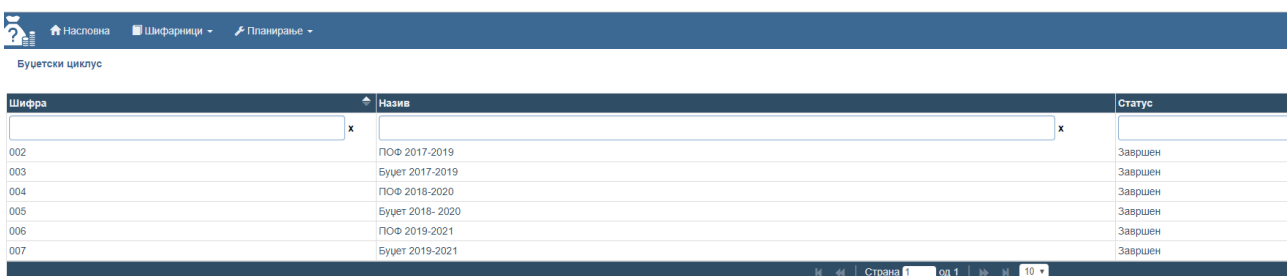 Насловна Шифарници Планирање
Буџетски циклус
Шифра Назив Статус
x x
002 ПОФ 2017-2019 Завршен
003 Буџет 2017-2019 Завршен
004 ПОФ 2018-2020 Завршен
005 Буџет 2018- 2020 Завршен
006 ПОФ 2019-2021 Завршен
007 Буџет 2019-2021 Завршен
Страна 1 од 1 10